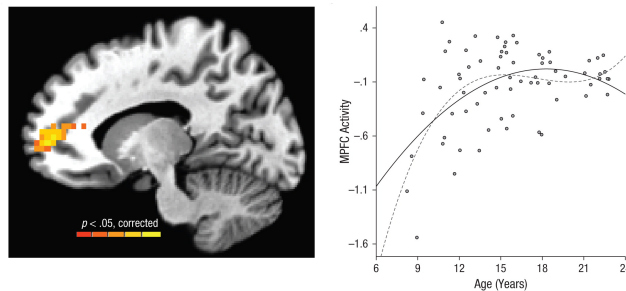 p < .05, corrected
MPFC Activity
.4
–.1
–.6
–1.1
–1.6
6 9 12 15 18 21 24
Age (Years)